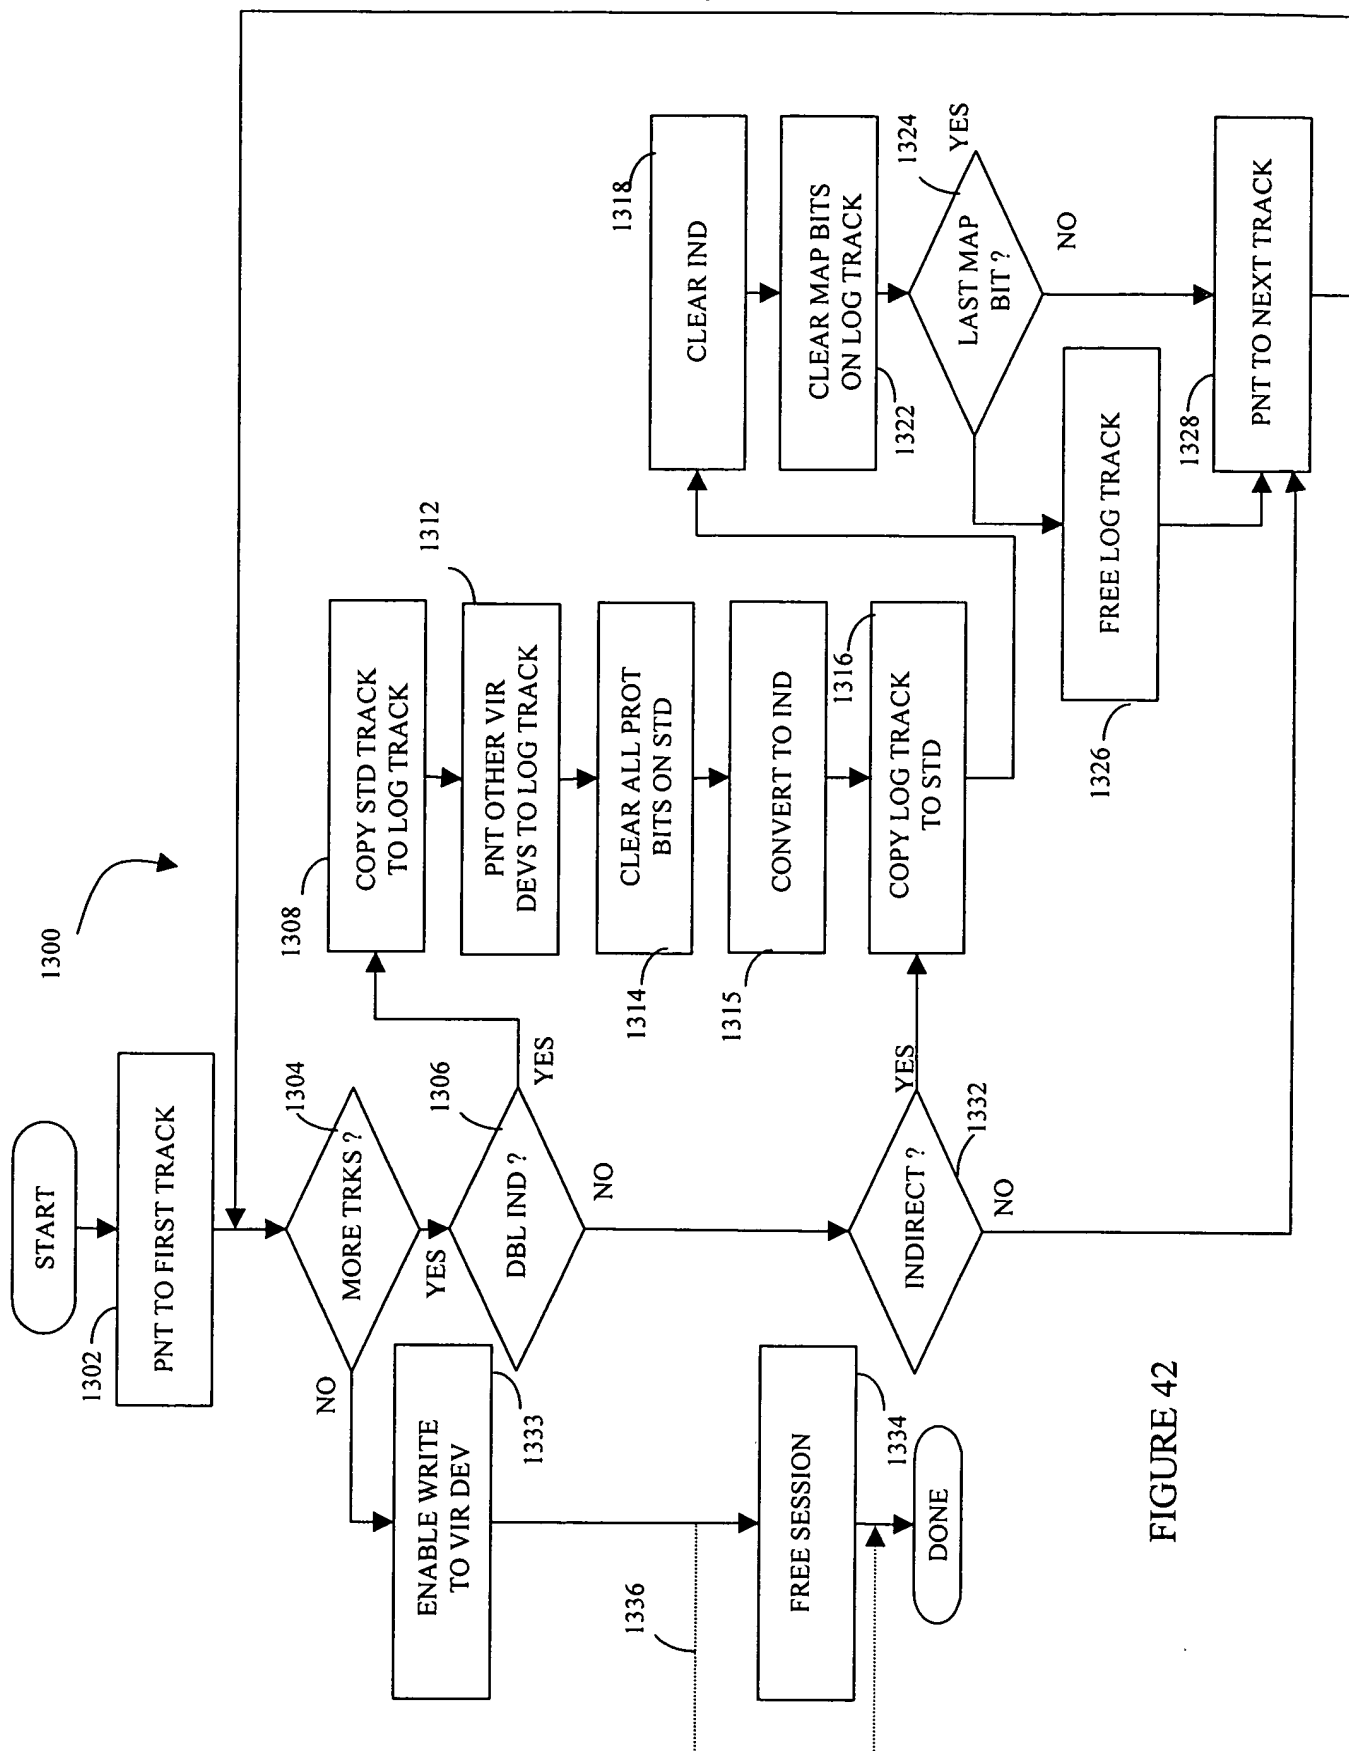 1300
START
1302
PNT TO FIRST TRACK
1304
MORE TRKS ?
NO
YES
1306
DBL IND ?
YES
NO
1308
COPY STD TRACK
TO LOG TRACK
1312
PNT OTHER VIR
DEVS TO LOG TRACK
CLEAR ALL PROT
BITS ON STD
1314
CONVERT TO IND
1315
1316
COPY LOG TRACK
TO STD
1318
CLEAR IND
CLEAR MAP BITS
ON LOG TRACK
1322
1324
LAST MAP
BIT ?
YES
NO
FREE LOG TRACK
1326
1328
PNT TO NEXT TRACK
INDIRECT ?
YES
1332
NO
ENABLE WRITE
TO VIR DEV
1333
1336
FREE SESSION
1334
DONE
FIGURE 42